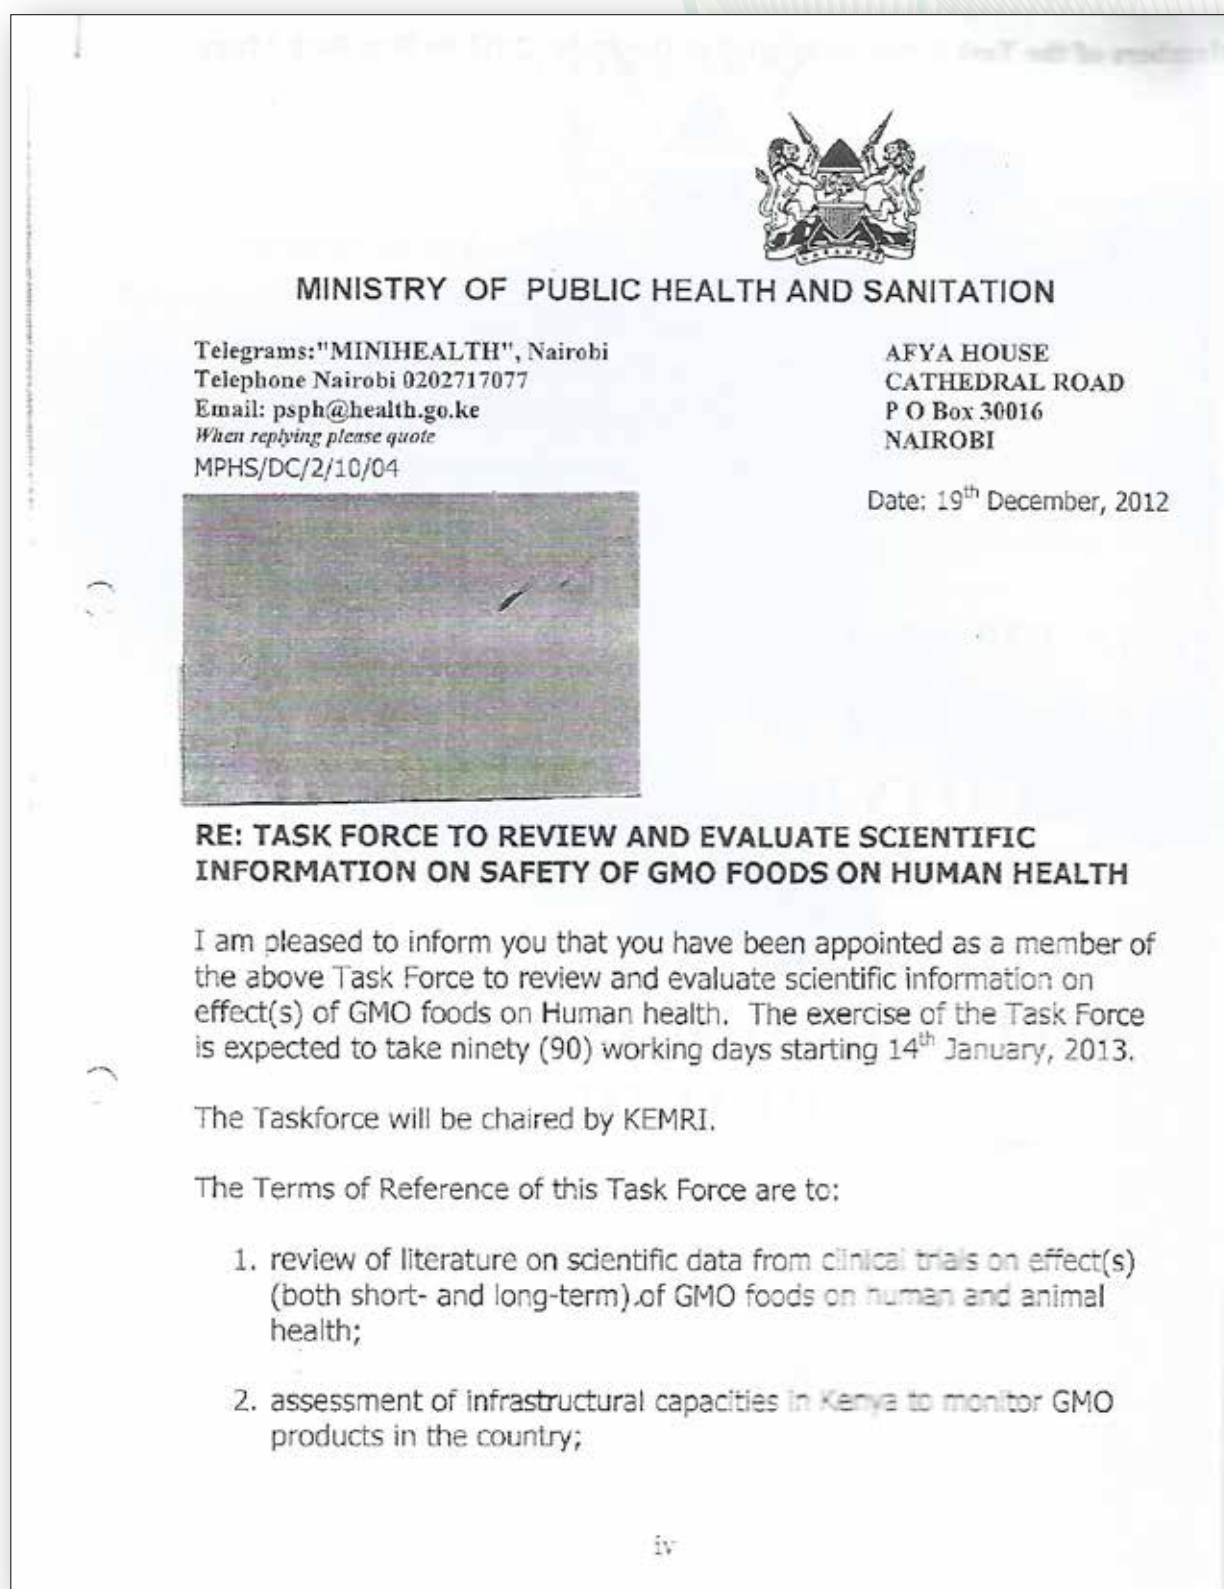 MINISTRY OF PUBLIC HEALTH AND SANITATION
Telegrams:"MINIHEALTH", Nairobi
Telephone Nairobi 0202717077
Email: psph@health.go.ke
When replying please quote
MPHS/DC/2/10/04
AFYA HOUSE
CATHEDRAL ROAD
P O Box 30016
NAIROBI
Date: 19th December, 2012
RE: TASK FORCE TO REVIEW AND EVALUATE SCIENTIFIC
INFORMATION ON SAFETY OF GMO FOODS ON HUMAN HEALTH
I am pleased to inform you that you have been appointed as a member of
the above Task Force to review and evaluate scientific information on
effect(s) of GMO foods on Human health. The exercise of the Task Force
is expected to take ninety (90) working days starting 14th January, 2013.
The Taskforce will be chaired by KEMRI.
The Terms of Reference of this Task Force are to:
1. review of literature on scientific data from clinical trials on effect(s)
(both short- and long-term).of GMO foods on human and animal
health;
2. assessment of infrastructural capacities in Kenya to monitor GMO
products in the country;
iv